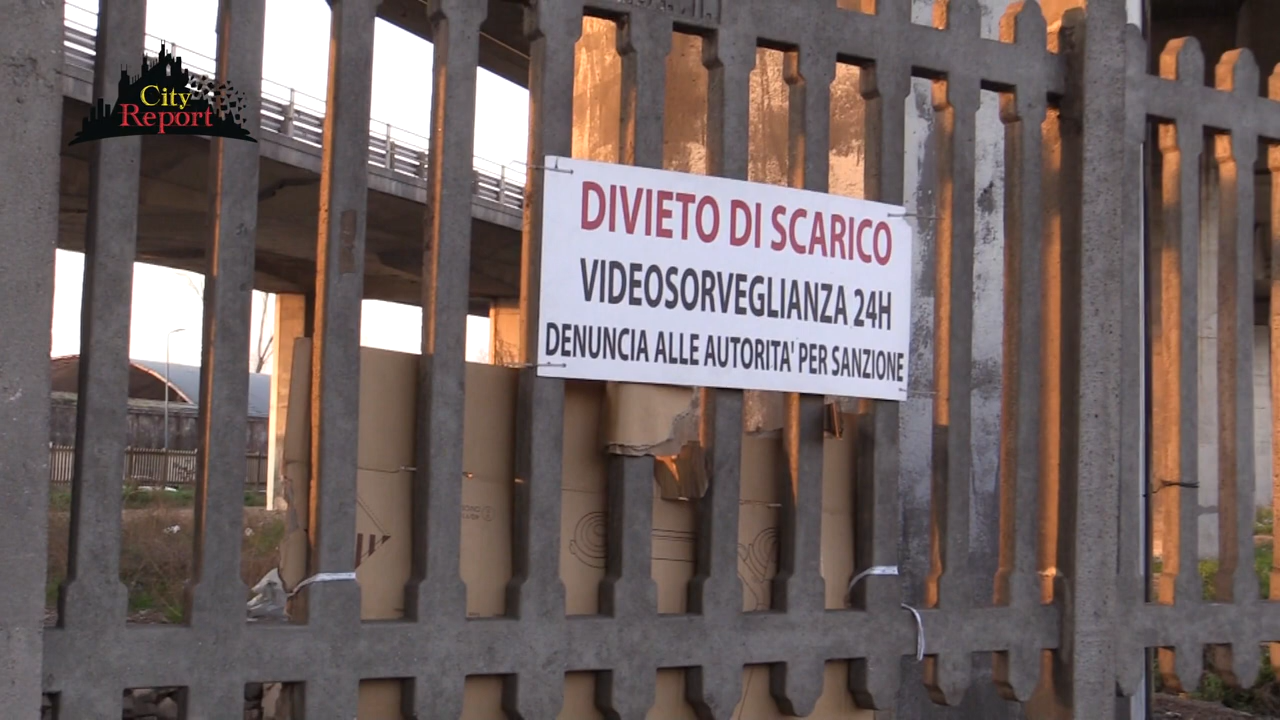 City
Report
DIVIETO DI SCARICO
VIDEOSORVEGLIANZA 24H
DENUNCIA ALLE AUTORITA' PER SANZIONE